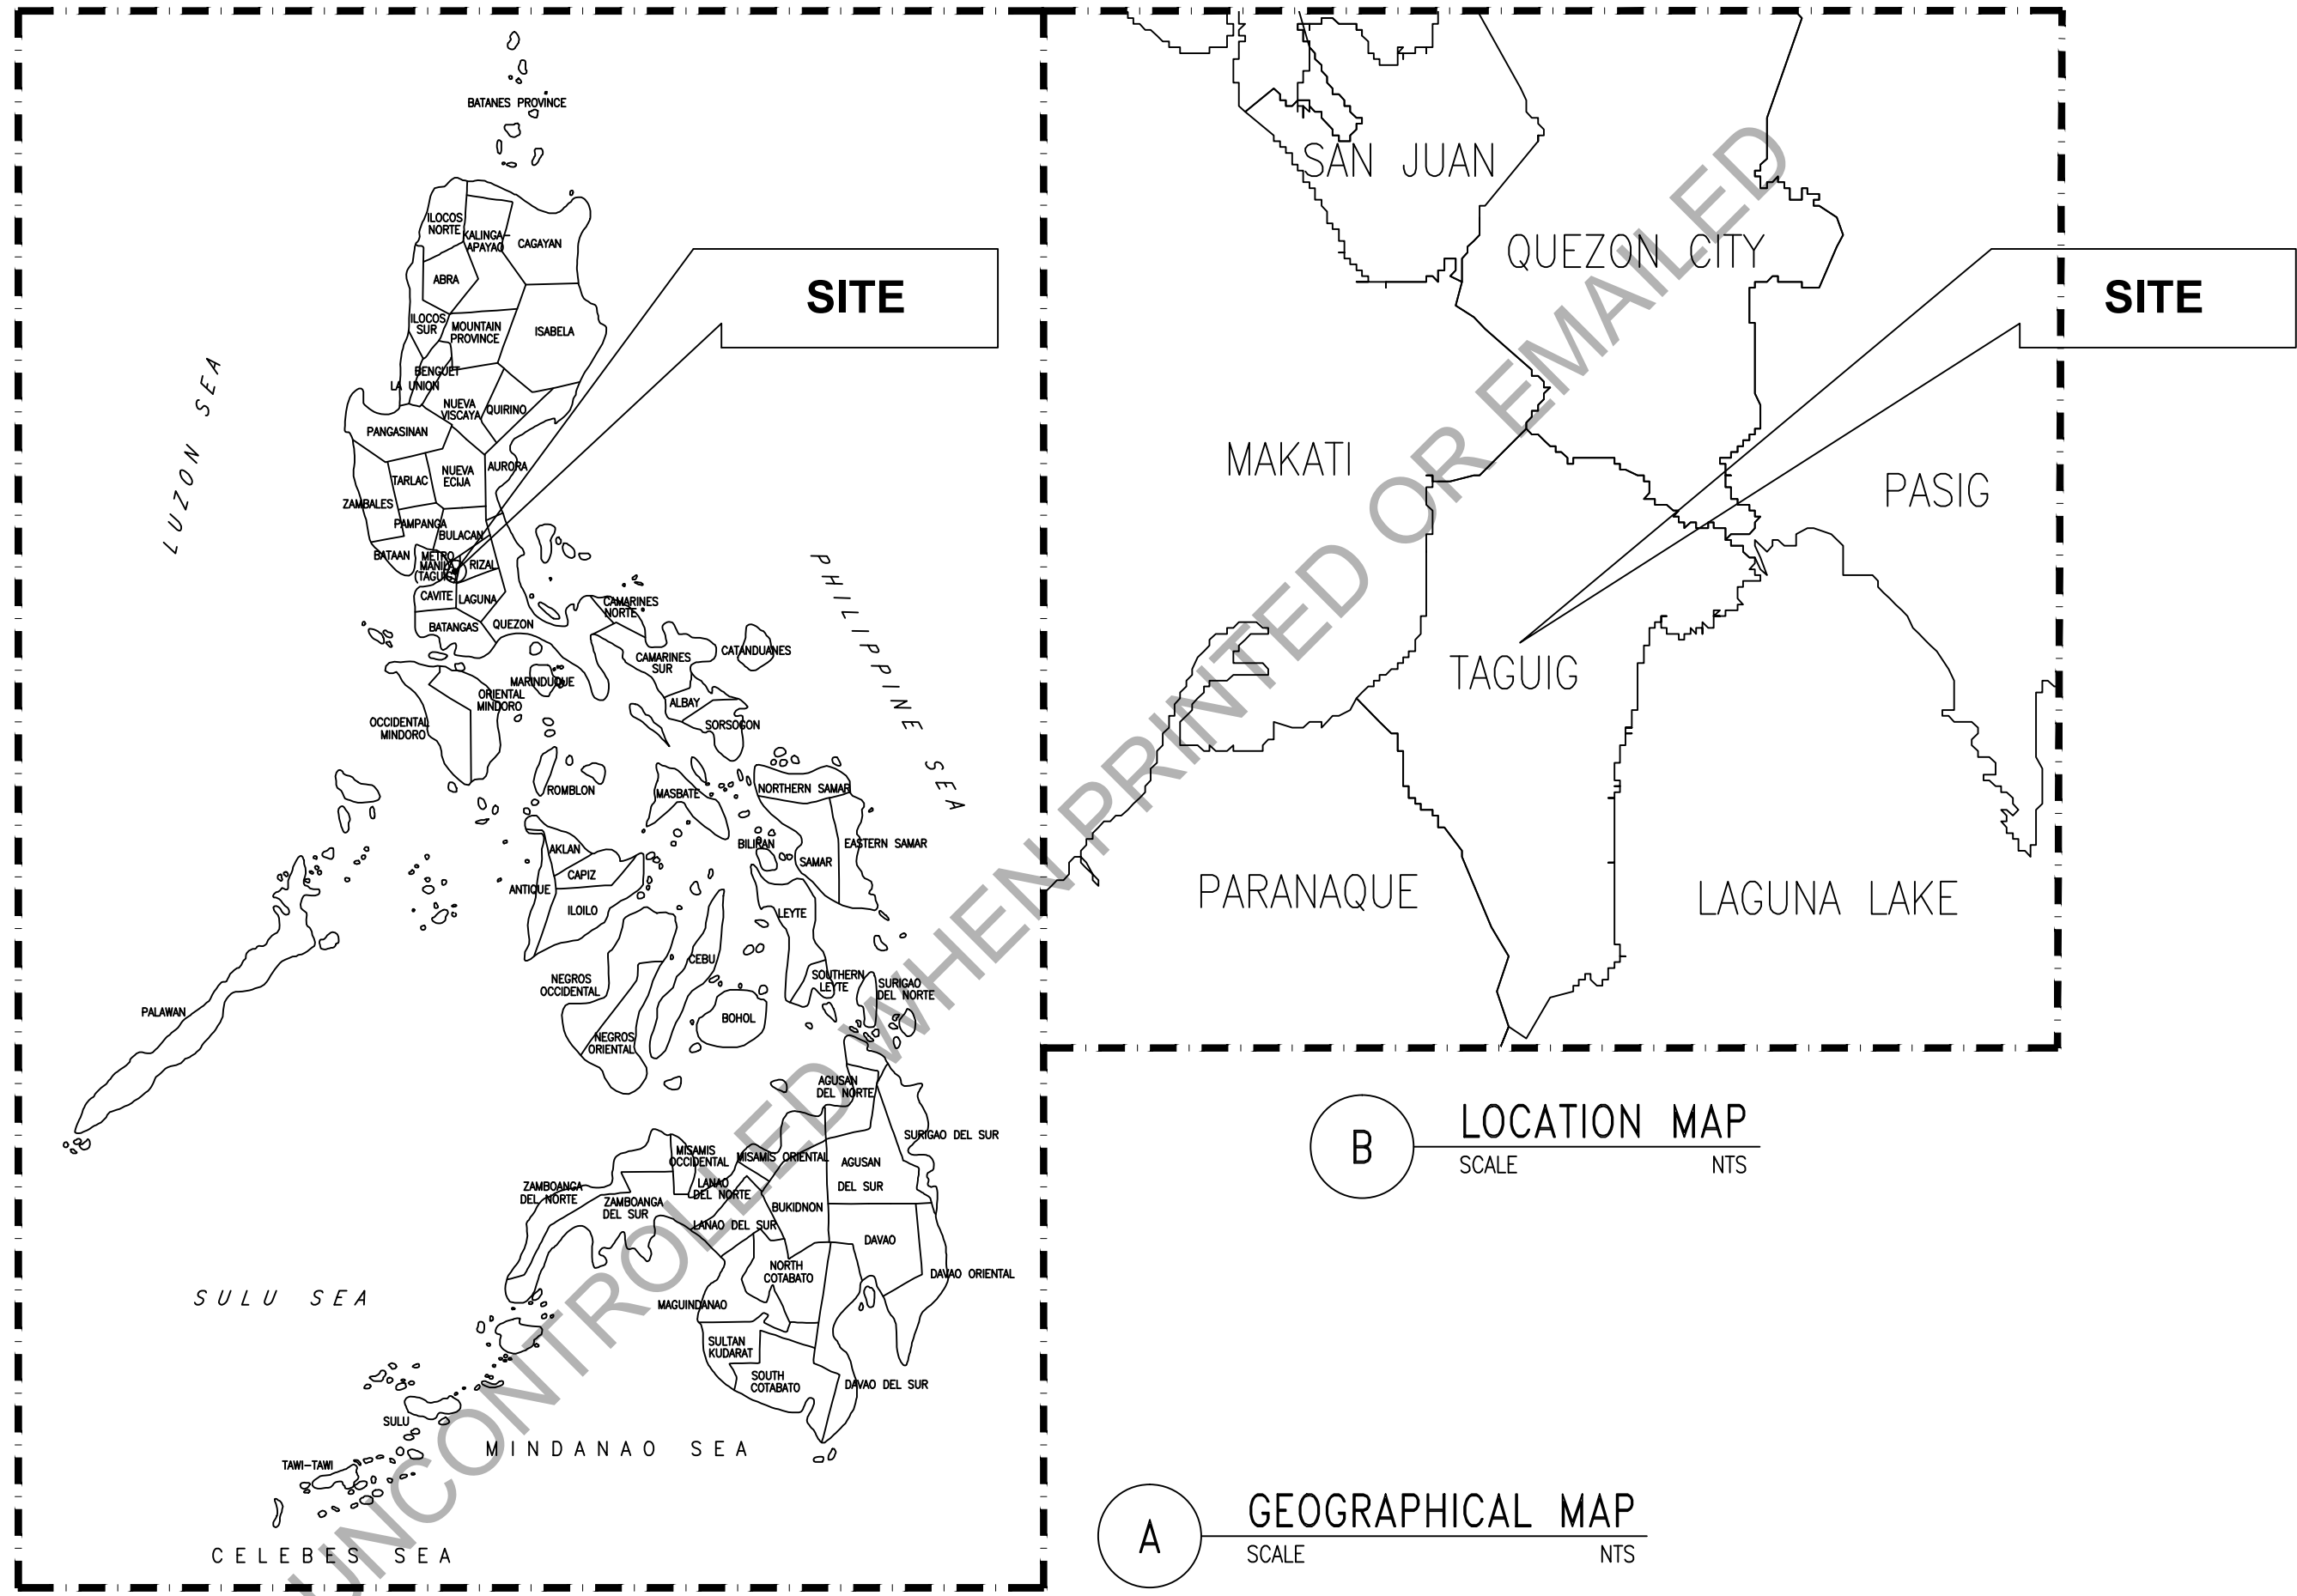 BATANES PROVINCE
ILOCOS
NORTE
KALINGA-
APAYAO
CAGAYAN
ABRA
ILOCOS
SUR
MOUNTAIN
PROVINCE
ISABELA
BENGUET
LA UNION
NUEVA
VISCAYA
QUIRINO
PANGASINAN
TARLAC
NUEVA
ECIJA
AURORA
ZAMBALES
PAMPANGA
BULACAN
BATAAN
METRO
MANILA
(TAGUIG)
RIZAL
CAVITE
LAGUNA
BATANGAS
QUEZON
CAMARINES
NORTE
CAMARINES
SUR
CATANDUANES
MARINDUQUE
ORIENTAL
MINDORO
OCCIDENTAL
MINDORO
ALBAY
SORSOGON
ROMBLON
MASBATE
NORTHERN SAMAR
EASTERN SAMAR
BILIRAN
SAMAR
AKLAN
CAPIZ
ANTIQUE
ILOILO
LEYTE
CEBU
NEGROS
OCCIDENTAL
SOUTHERN
LEYTE
SURIGAO
DEL NORTE
PALAWAN
BOHOL
NEGROS
ORIENTAL
AGUSAN
DEL NORTE
SURIGAO DEL SUR
MISAMIS
OCCIDENTAL
MISAMIS ORIENTAL
AGUSAN
DEL SUR
ZAMBOANGA
DEL NORTE
LANAO
DEL NORTE
ZAMBOANGA
DEL SUR
BUKIDNON
LANAO DEL SUR
DAVAO
NORTH
COTABATO
DAVAO ORIENTAL
MAGUINDANAO
SULTAN
KUDARAT
SOUTH
COTABATO
DAVAO DEL SUR
SULU
TAWI-TAWI
LUZON SEA
PHILIPPINE SEA
SULU SEA
MINDANAO SEA
CELEBES SEA
SITE
SAN JUAN
QUEZON CITY
SITE
MAKATI
PASIG
TAGUIG
PARANAQUE
LAGUNA LAKE
B
LOCATION MAP
SCALE NTS
A
GEOGRAPHICAL MAP
SCALE NTS
UNCONTROLLED WHEN PRINTED OR EMAILED